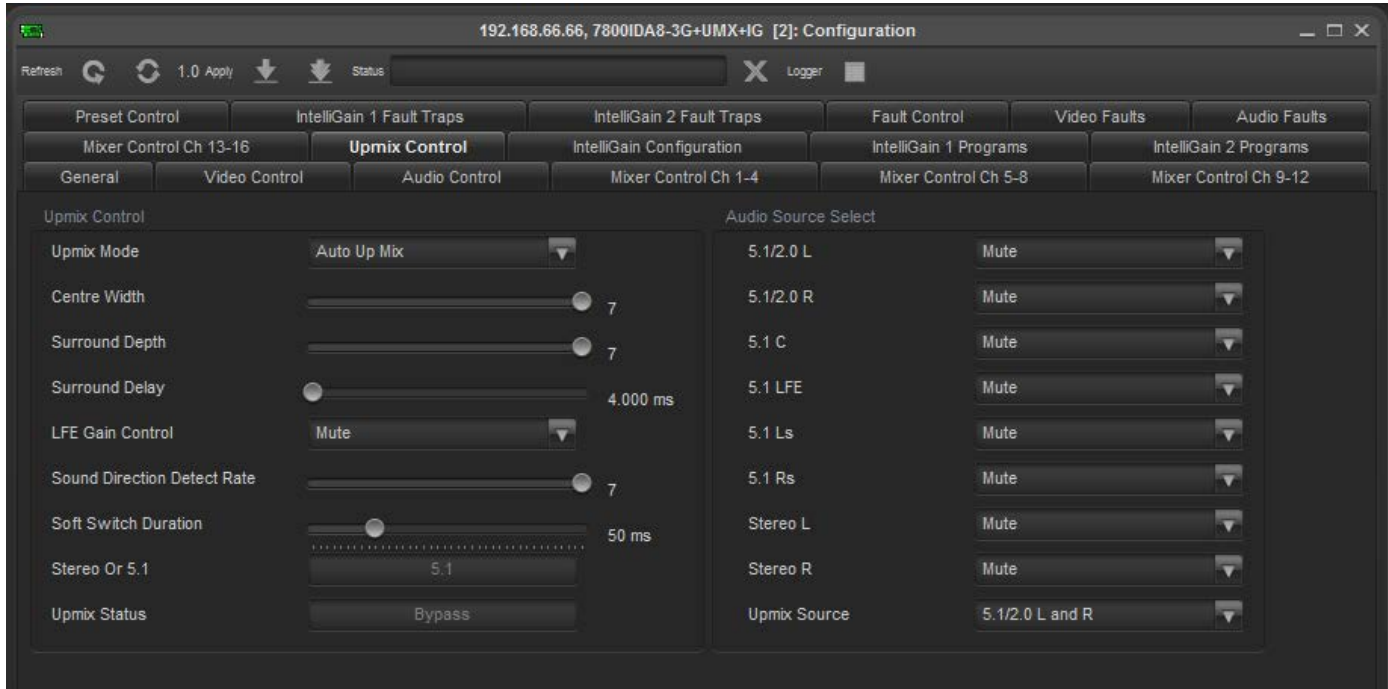 192.168.66.66, 7800IDA8-3G+UMX+IG [2]: Configuration
Refresh 1.0 Apply Status Logger
Preset Control IntelliGain 1 Fault Traps IntelliGain 2 Fault Traps Fault Control Video Faults Audio Faults
Mixer Control Ch 13-16 Upmix Control IntelliGain Configuration IntelliGain 1 Programs IntelliGain 2 Programs
General Video Control Audio Control Mixer Control Ch 1-4 Mixer Control Ch 5-8 Mixer Control Ch 9-12
Upmix Control
Upmix Mode Auto Up Mix
Centre Width 7
Surround Depth 7
Surround Delay 4.000 ms
LFE Gain Control Mute
Sound Direction Detect Rate 7
Soft Switch Duration 50 ms
Stereo Or 5.1 5.1
Upmix Status Bypass
Audio Source Select
5.1/2.0 L Mute
5.1/2.0 R Mute
5.1 C Mute
5.1 LFE Mute
5.1 Ls Mute
5.1 Rs Mute
Stereo L Mute
Stereo R Mute
Upmix Source 5.1/2.0 L and R